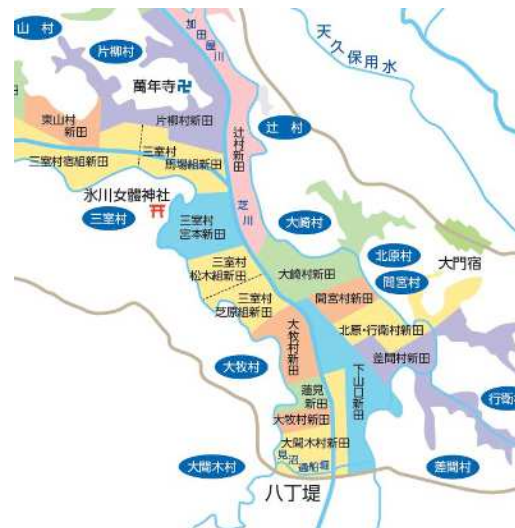 山 村
片柳村
加田屋川
天久保用水
萬年寺
東山村
新田
片柳村新田
辻村新田
辻 村
三室村宿組新田
三室村
馬場組新田
氷川女體神社
三室村
三室村
宮本新田
芝川
大崎村
三室村
松木組新田
大崎村新田
北原村
大門宿
間宮村
三室村
芝原組新田
間宮村新田
北原・行衛村新田
大牧村新田
差間村新田
下山口新田
大牧村
蓮見
新田
大牧村新田
行衛
大間木村新田
大間木村
見沼通船堀
差間村
八丁堤